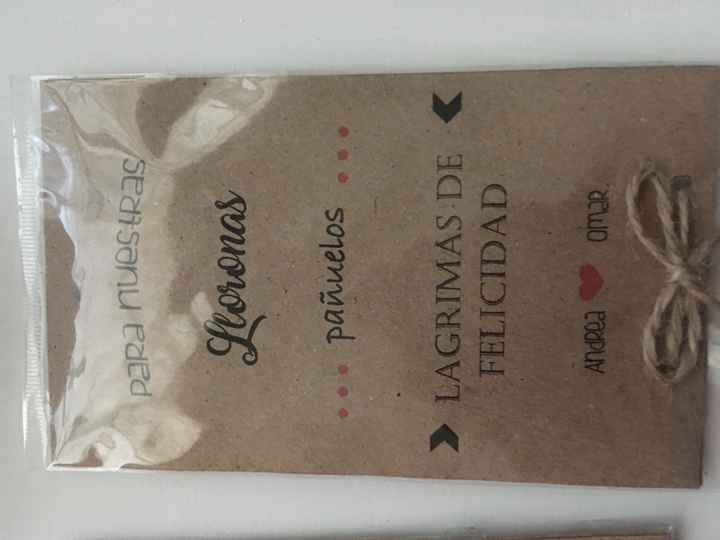 para nuestras
Lloronas
pañuelos
LAGRIMAS DE
FELICIDAD
Andrea Omar